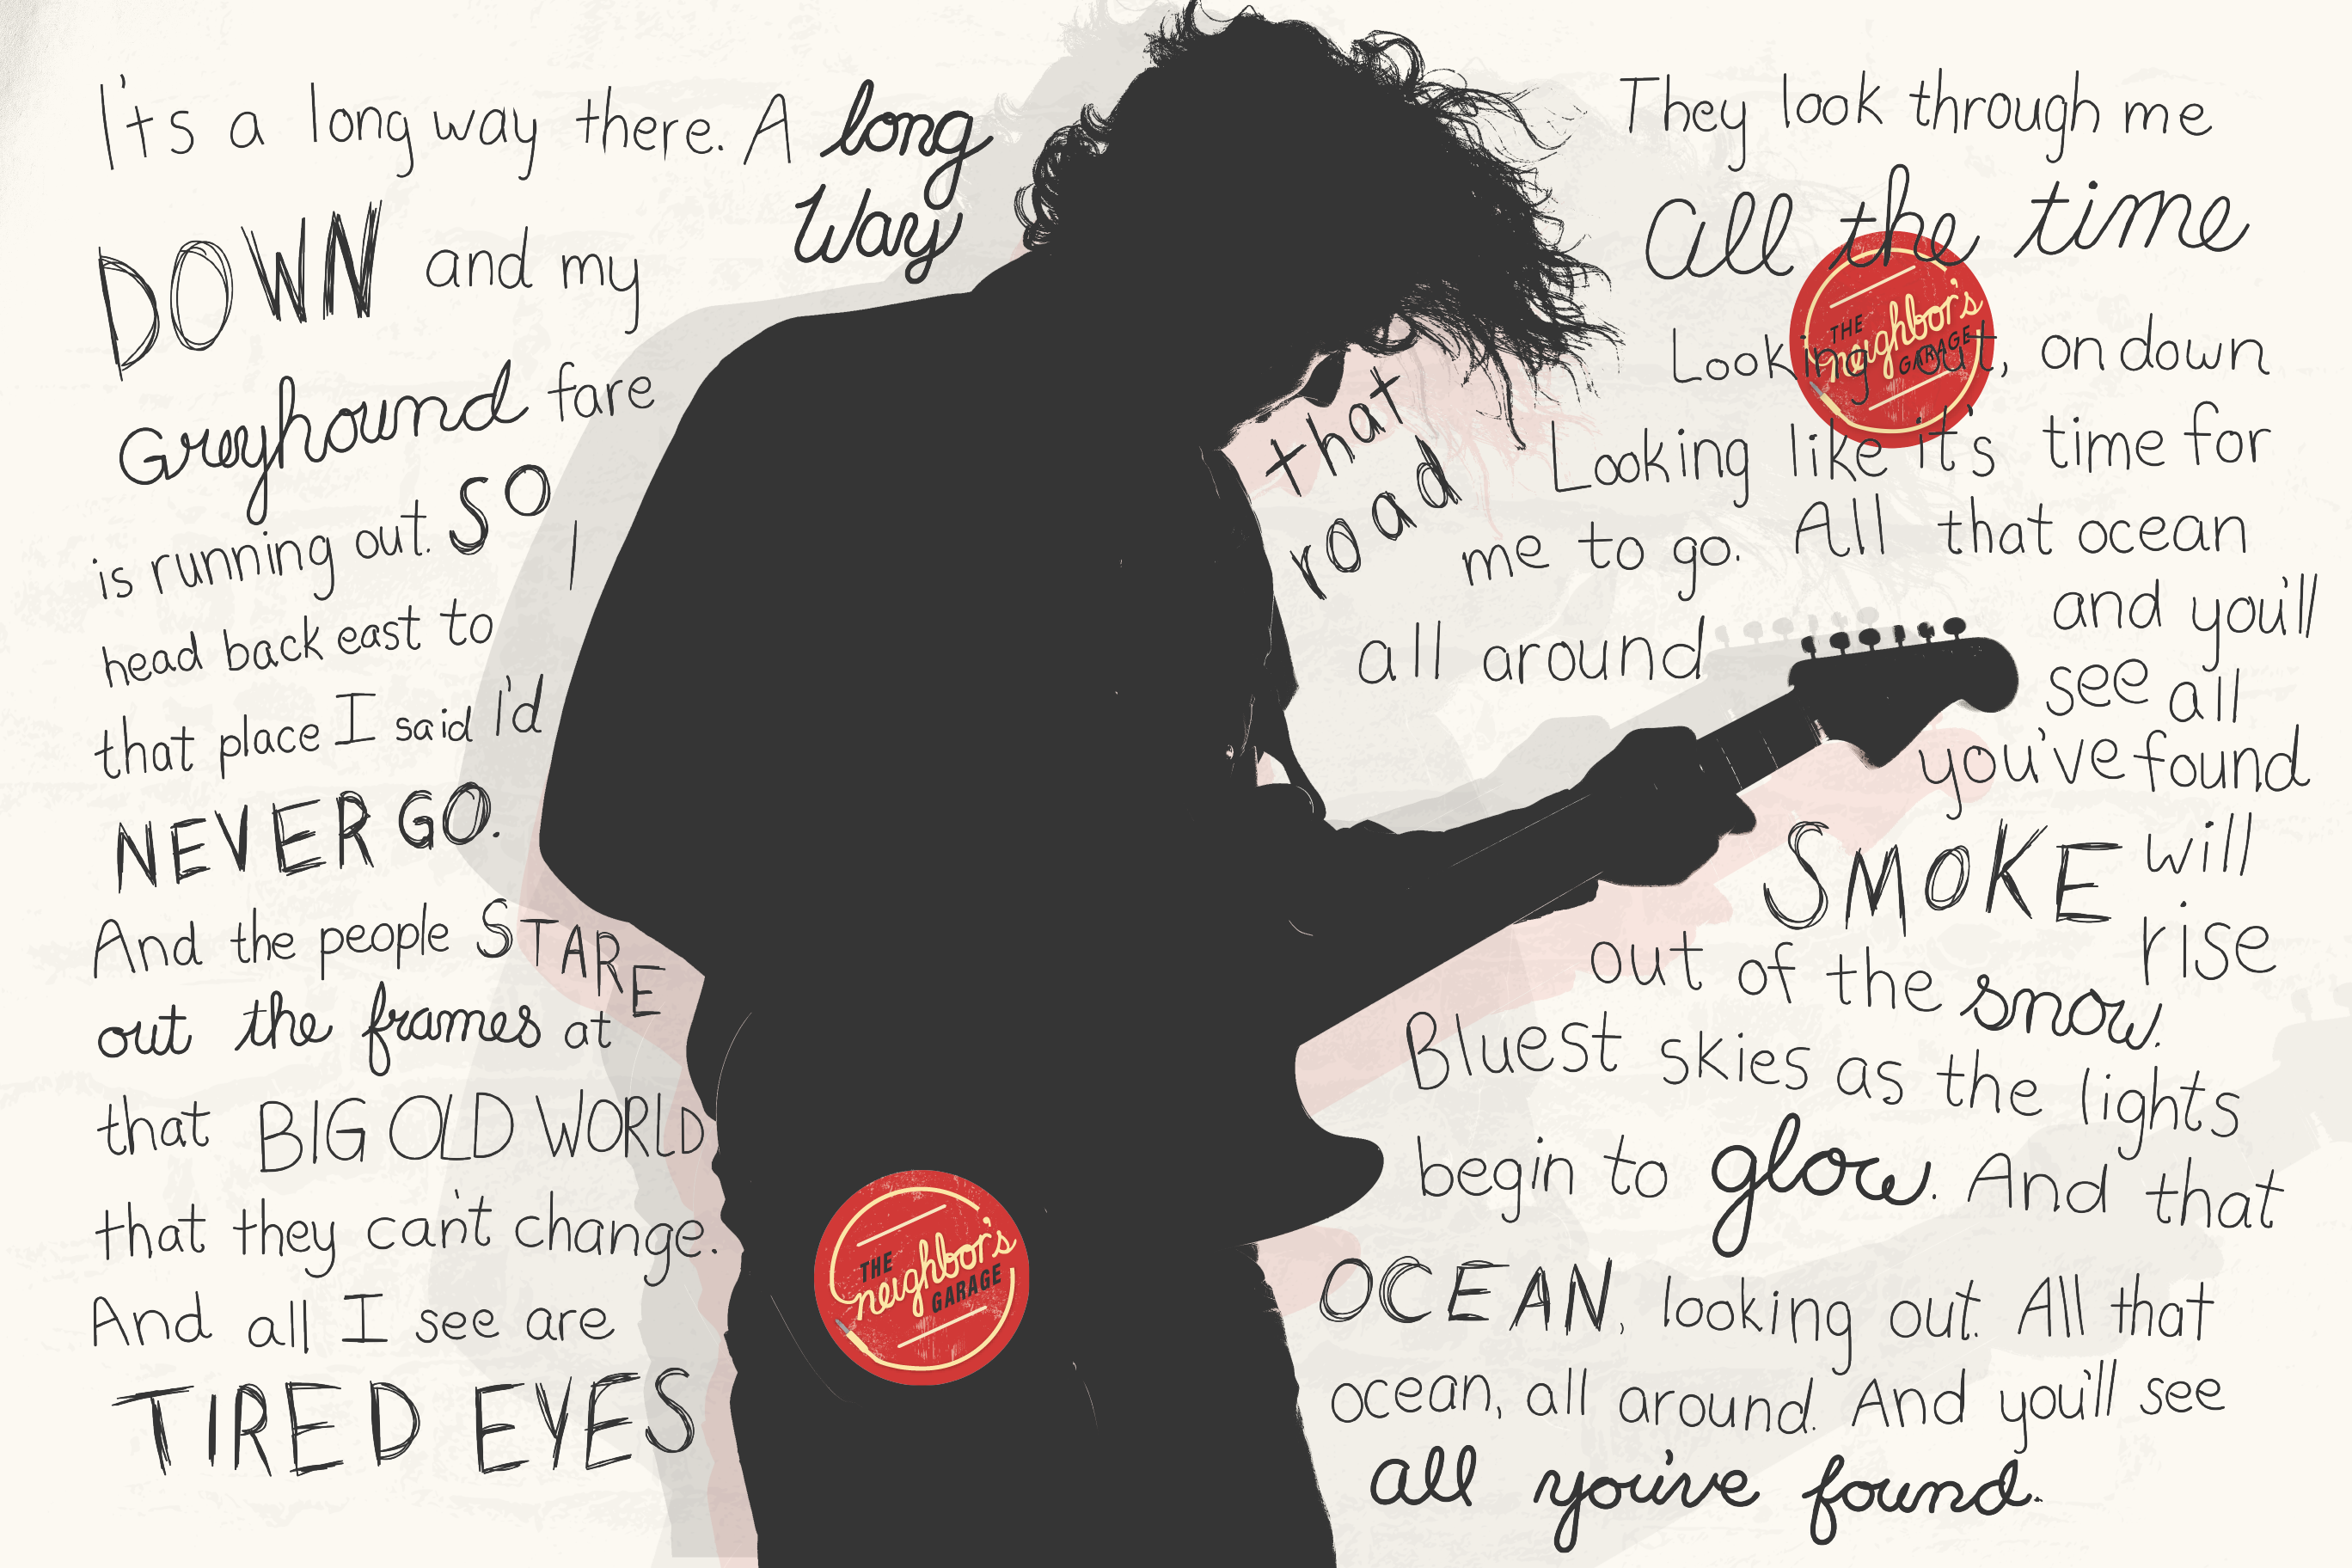 It's a long way there. A long
Way
DOWN and my
Greyhound fare
is running out. SO, I
head back east to
that place I said I'd
NEVER GO.
And the people STARE
out the frames at
that BIG OLD WORLD
that they can't change.
And all I see are
TIRED EYES
They look through me
all the time
Looking out, on down
that
road
Looking like it's time for
me to go. All that ocean
all around
and you'll
see all
you've found
SMOKE will
rise
out of the snow.
Bluest skies as the lights
begin to glow. And that
OCEAN, looking out. All that
ocean, all around. And you'll see
all you've found.
THE
neighbor's
GARAGE
THE
neighbor's
GARAGE